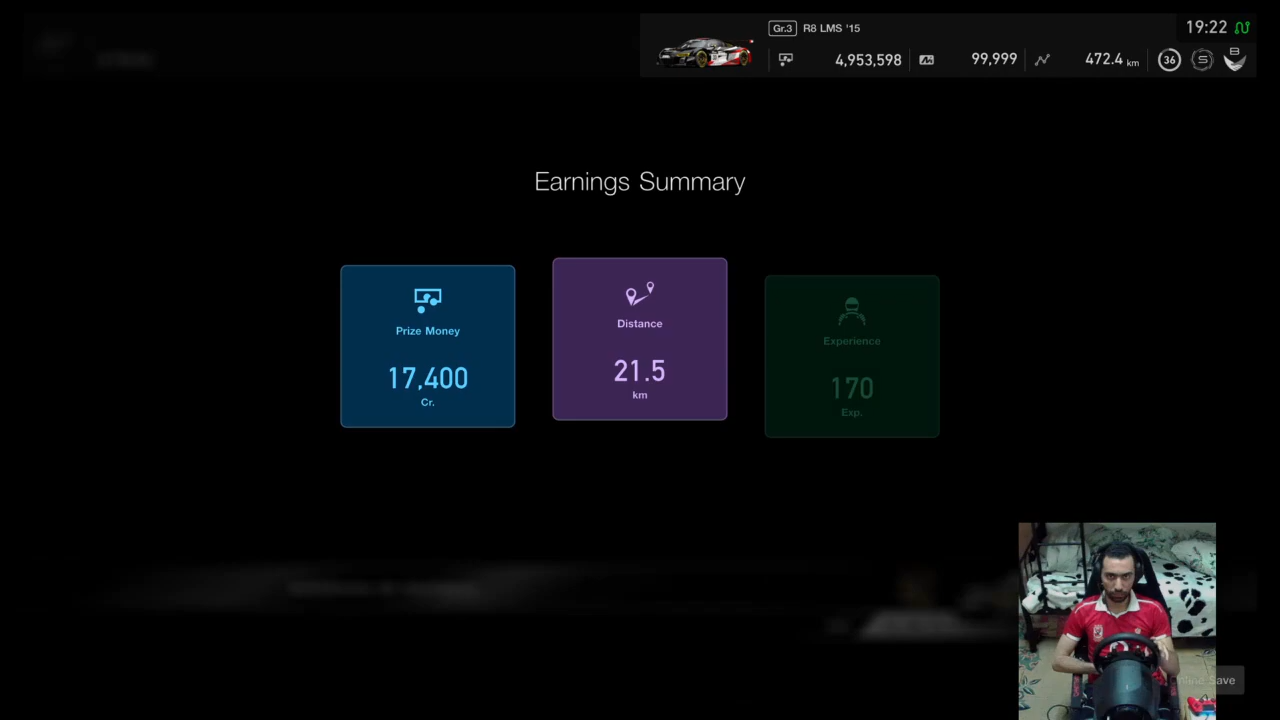 Gr.3 R8 LMS '15
19:22
4,953,598
99,999
472.4 km
36
S
B
Earnings Summary
Prize Money
17,400
Cr.
Distance
21.5
km
Experience
170
Exp.
Save